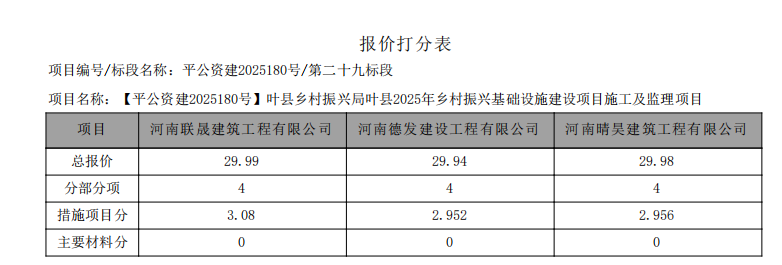 报价打分表
项目编号/标段名称：平公资建2025180号/第二十九标段
项目名称：【平公资建2025180号】叶县乡村振兴局叶县2025年乡村振兴基础设施建设项目施工及监理项目
项目 河南联晟建筑工程有限公司 河南德发建设工程有限公司 河南晴昊建筑工程有限公司
总报价 29.99 29.94 29.98
分部分项 4 4 4
措施项目分 3.08 2.952 2.956
主要材料分 0 0 0